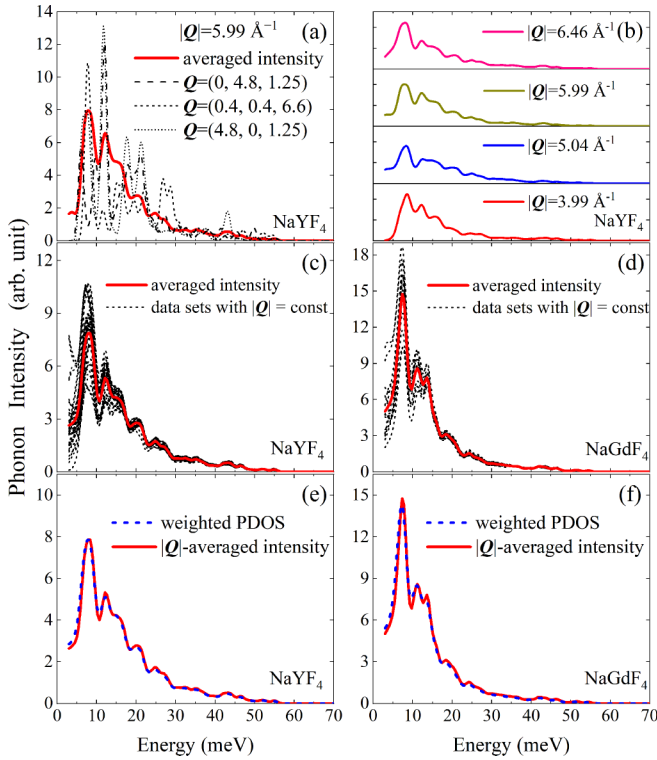 Phonon Intensity (arb. unit)
14
12
10
8
6
4
2
0
(a)
|Q|=5.99 Å⁻¹
averaged intensity
Q=(0, 4.8, 1.25)
Q=(0.4, 0.4, 6.6)
Q=(4.8, 0, 1.25)
NaYF₄
(b)
|Q|=6.46 Å⁻¹
|Q|=5.99 Å⁻¹
|Q|=5.04 Å⁻¹
|Q|=3.99 Å⁻¹
NaYF₄
12
9
6
3
0
(c)
averaged intensity
data sets with |Q| = const
NaYF₄
18
15
12
9
6
3
0
(d)
averaged intensity
data sets with |Q| = const
NaGdF₄
10
8
6
4
2
0
(e)
weighted PDOS
|Q|-averaged intensity
NaYF₄
0 10 20 30 40 50 60 70
Energy (meV)
15
12
9
6
3
0
(f)
weighted PDOS
|Q|-averaged intensity
NaGdF₄
10 20 30 40 50 60 70
Energy (meV)